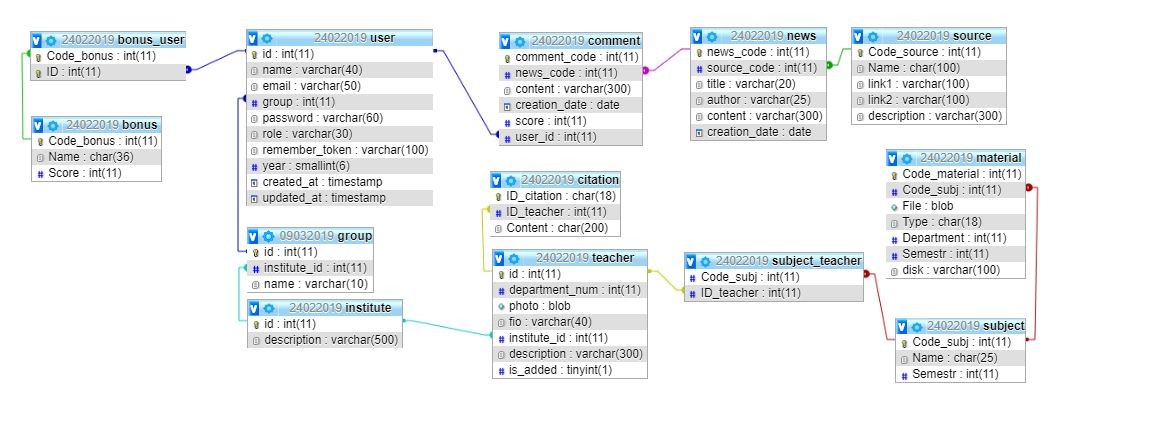 24022019 bonus_user
Code_bonus : int(11)
ID : int(11)
24022019 bonus
Code_bonus : int(11)
Name : char(36)
Score : int(11)
24022019 user
id : int(11)
name : varchar(40)
email : varchar(50)
group : int(11)
password : varchar(60)
role : varchar(30)
remember_token : varchar(100)
year : smallint(6)
created_at : timestamp
updated_at : timestamp
09032019 group
id : int(11)
institute_id : int(11)
name : varchar(10)
24022019 institute
id : int(11)
description : varchar(500)
24022019 comment
comment_code : int(11)
news_code : int(11)
content : varchar(300)
creation_date : date
score : int(11)
user_id : int(11)
24022019 citation
ID_citation : char(18)
ID_teacher : int(11)
Content : char(200)
24022019 teacher
id : int(11)
department_num : int(11)
photo : blob
fio : varchar(40)
institute_id : int(11)
description : varchar(300)
is_added : tinyint(1)
24022019 news
news_code : int(11)
source_code : int(11)
title : varchar(20)
author : varchar(25)
content : varchar(300)
creation_date : date
24022019 source
Code_source : int(11)
Name : char(100)
link1 : varchar(100)
link2 : varchar(100)
description : varchar(300)
24022019 subject_teacher
Code_subj : int(11)
ID_teacher : int(11)
24022019 material
Code_material : int(11)
Code_subj : int(11)
File : blob
Type : char(18)
Department : int(11)
Semestr : int(11)
disk : varchar(100)
24022019 subject
Code_subj : int(11)
Name : char(25)
Semestr : int(11)